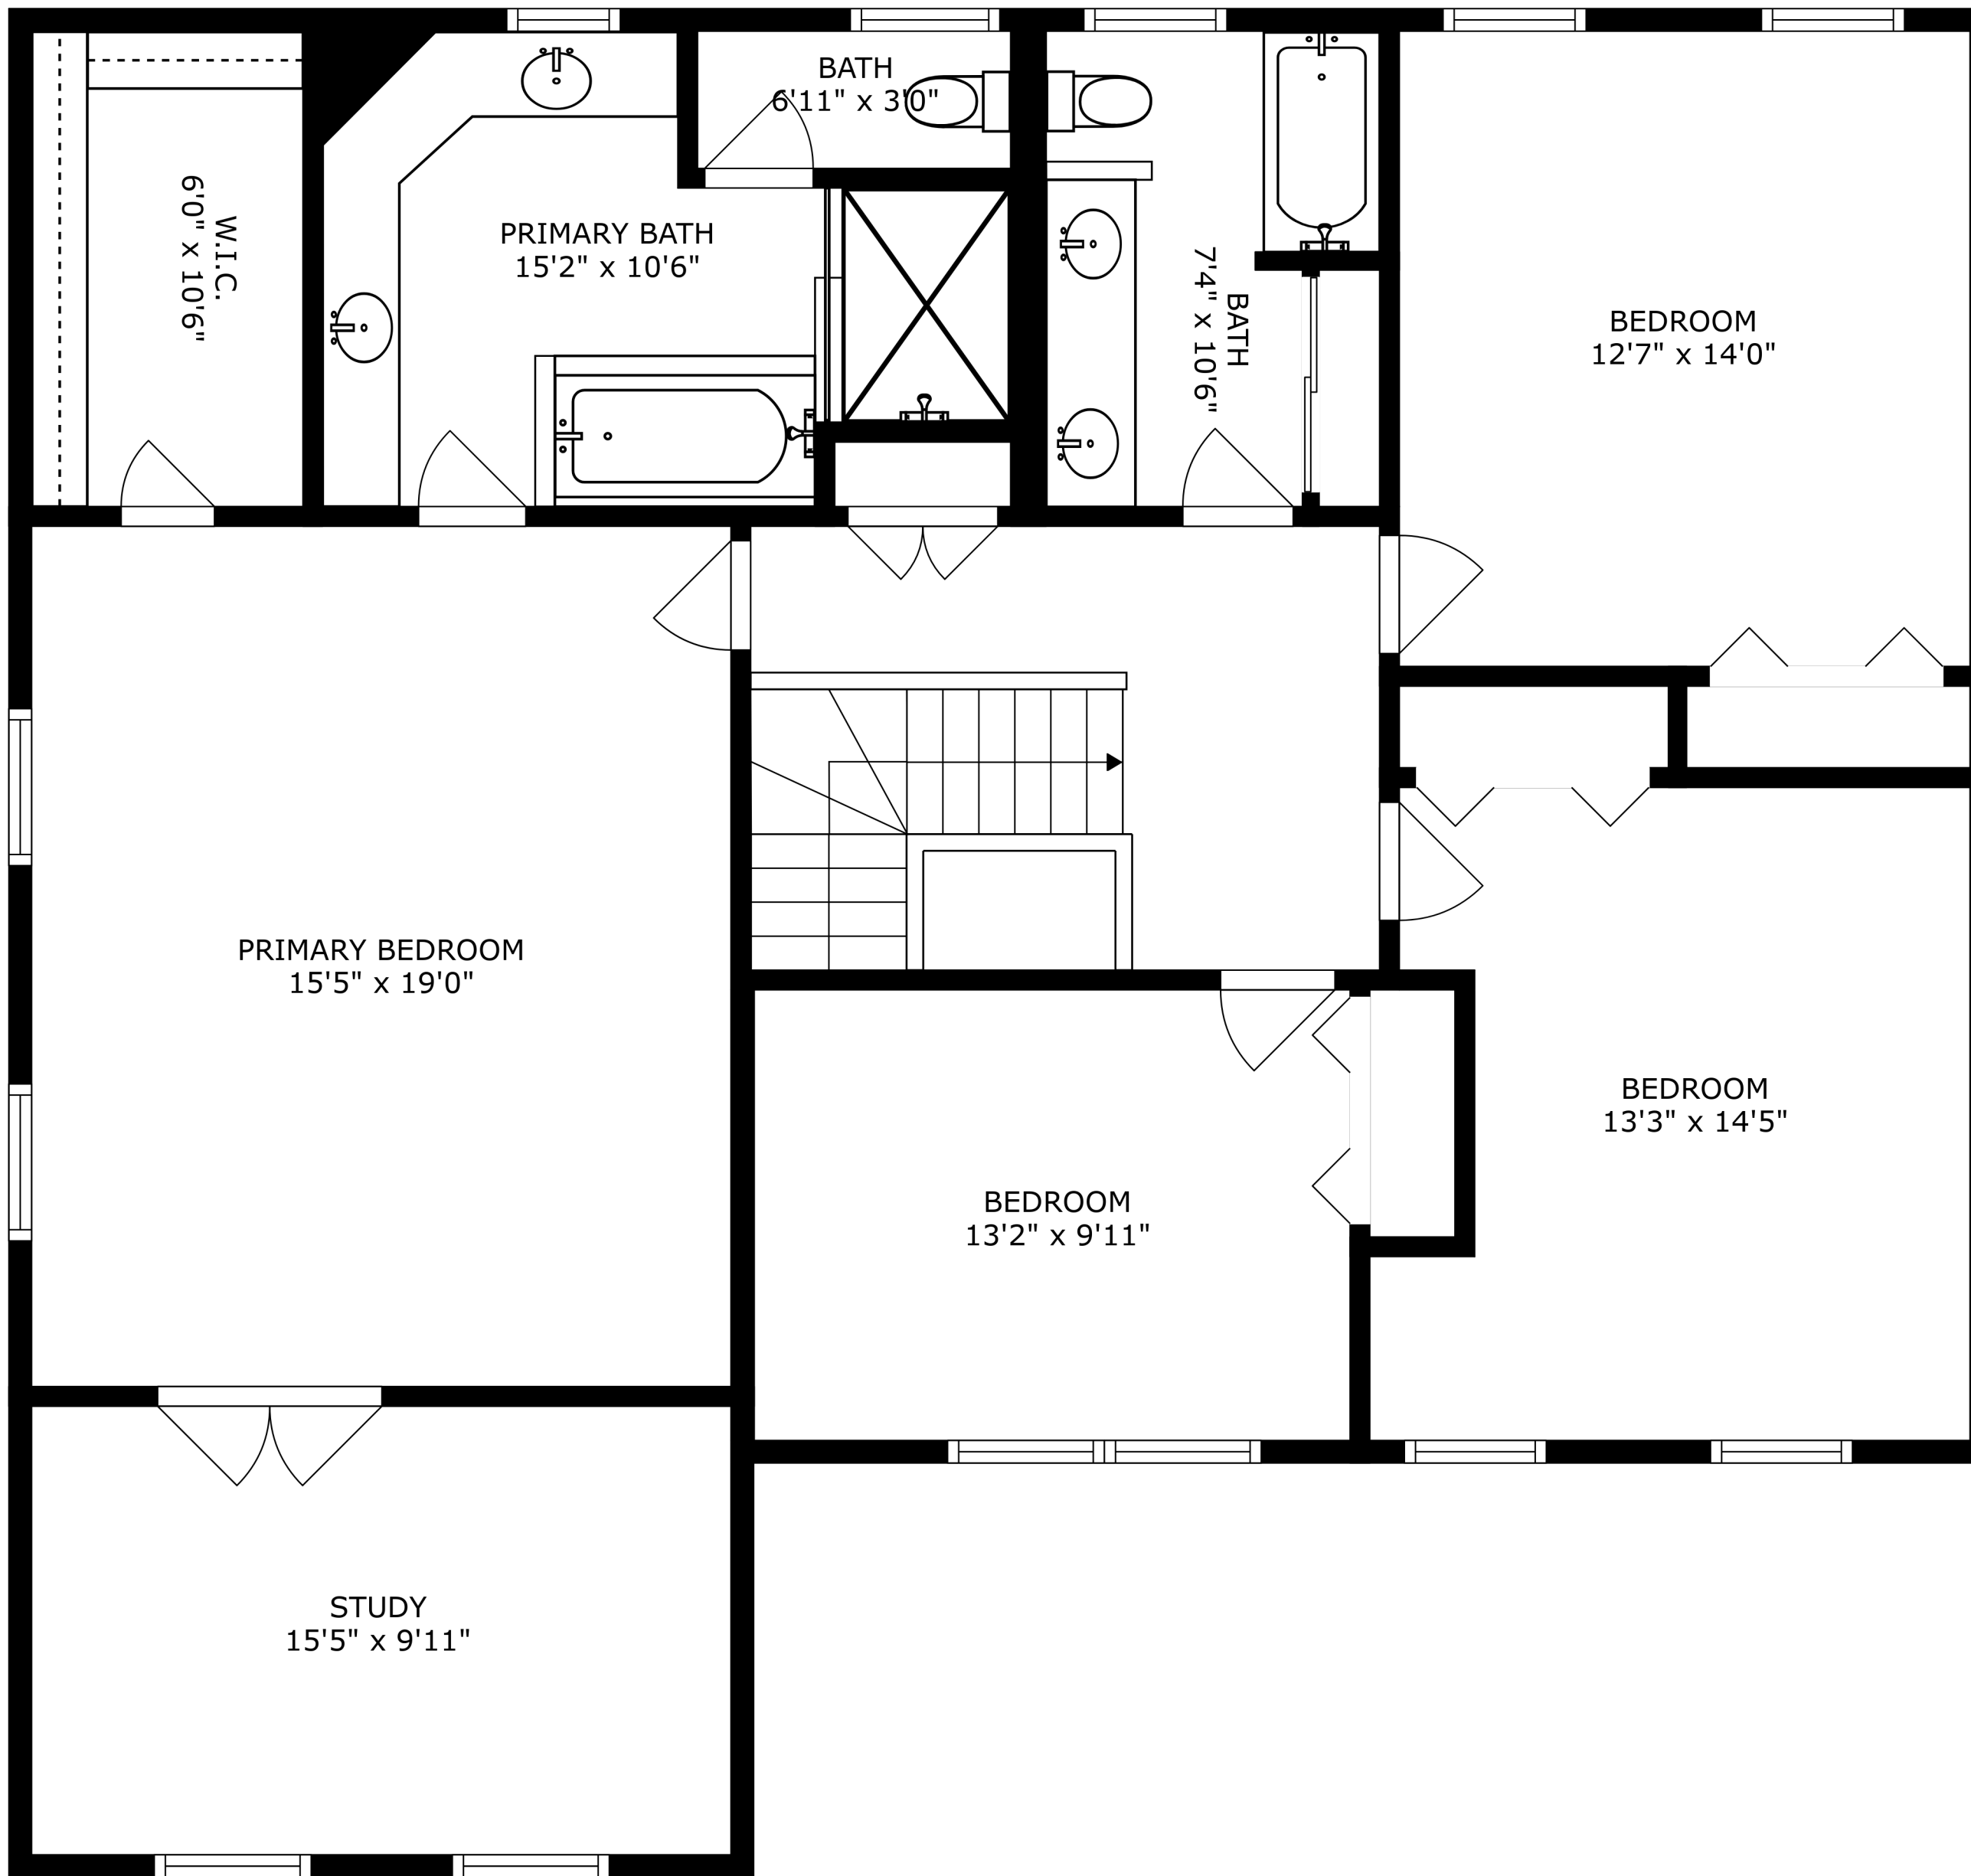 BATH
6'11" x 3'0"
W.I.C.
6'0" x 10'6"
PRIMARY BATH
15'2" x 10'6"
BATH
7'4" x 10'6"
BEDROOM
12'7" x 14'0"
PRIMARY BEDROOM
15'5" x 19'0"
BEDROOM
13'3" x 14'5"
BEDROOM
13'2" x 9'11"
STUDY
15'5" x 9'11"